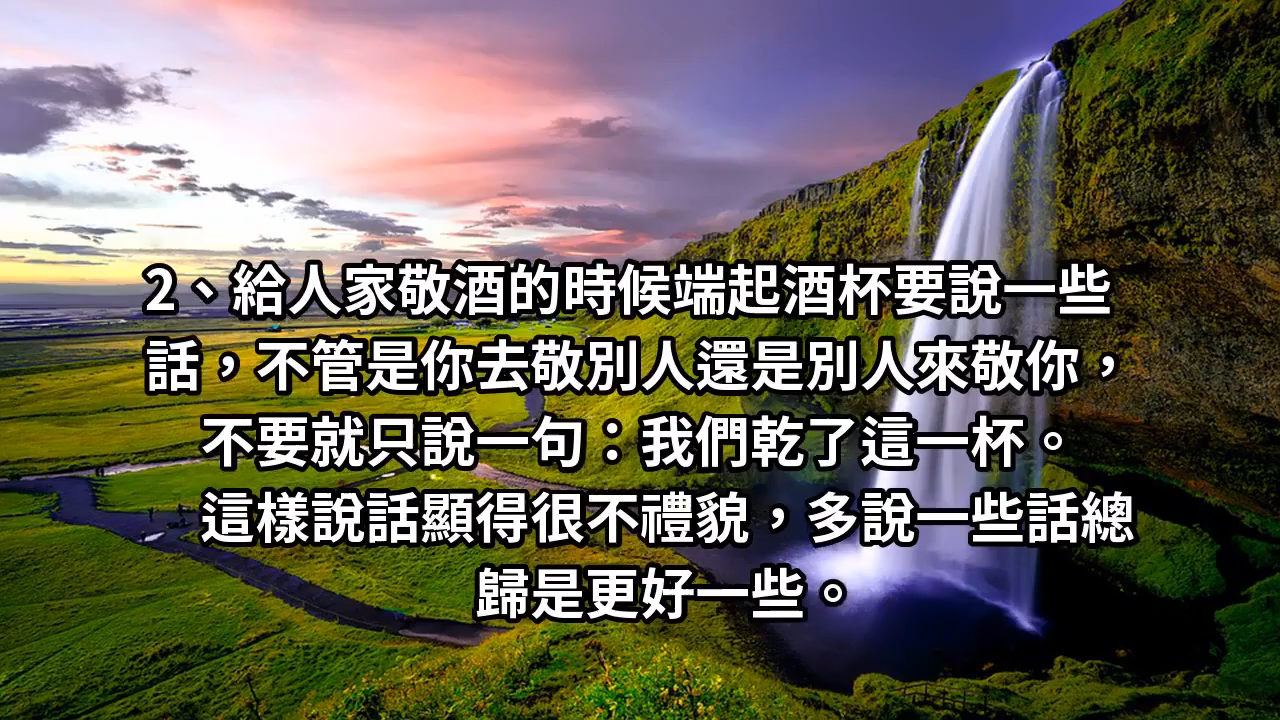 2、給人家敬酒的時候端起酒杯要說一些
話，不管是你去敬別人還是別人來敬你，
不要就只說一句：我們乾了這一杯。
這樣說話顯得很不禮貌，多說一些話總
歸是更好一些。